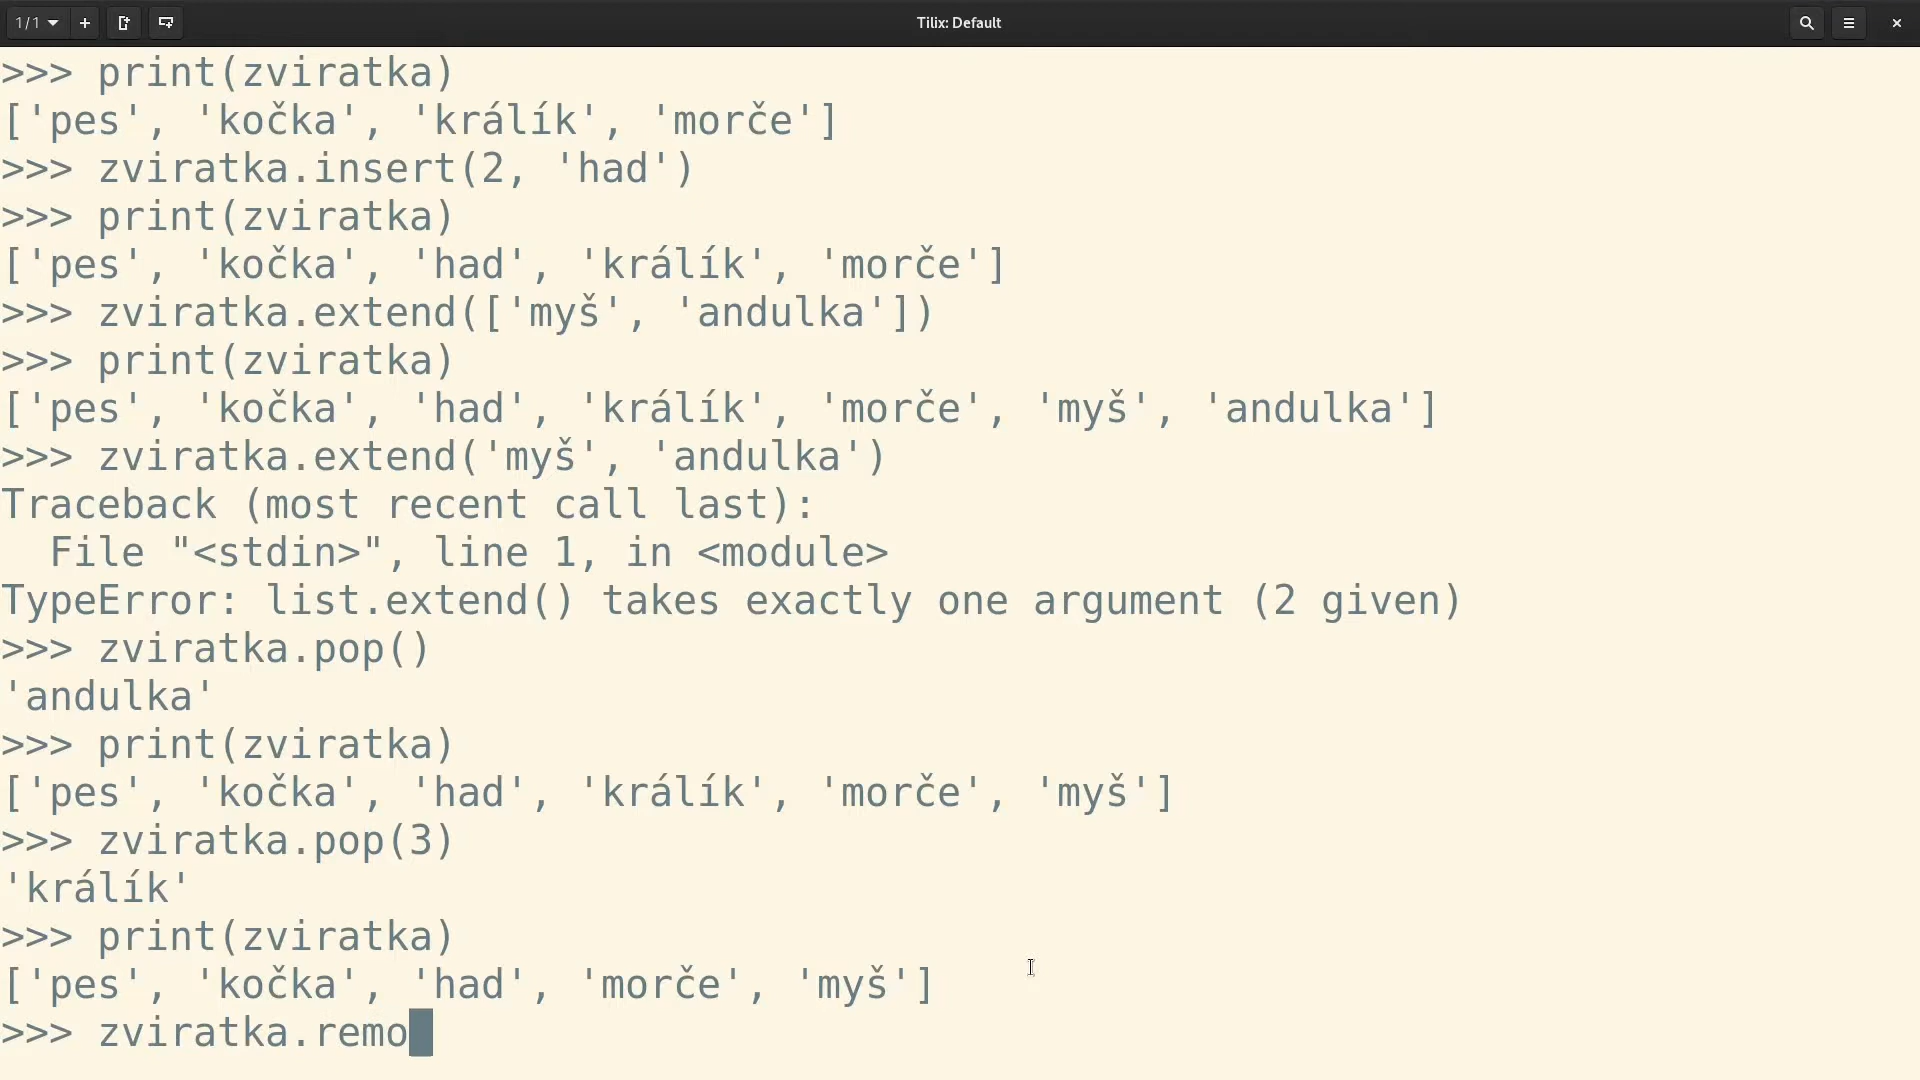 1/1
Tilix: Default
>>> print(zviratka)
['pes', 'kočka', 'králík', 'morče']
>>> zviratka.insert(2, 'had')
>>> print(zviratka)
['pes', 'kočka', 'had', 'králík', 'morče']
>>> zviratka.extend(['myš', 'andulka'])
>>> print(zviratka)
['pes', 'kočka', 'had', 'králík', 'morče', 'myš', 'andulka']
>>> zviratka.extend('myš', 'andulka')
Traceback (most recent call last):
  File "<stdin>", line 1, in <module>
TypeError: list.extend() takes exactly one argument (2 given)
>>> zviratka.pop()
'andulka'
>>> print(zviratka)
['pes', 'kočka', 'had', 'králík', 'morče', 'myš']
>>> zviratka.pop(3)
'králík'
>>> print(zviratka)
['pes', 'kočka', 'had', 'morče', 'myš']
>>> zviratka.remo